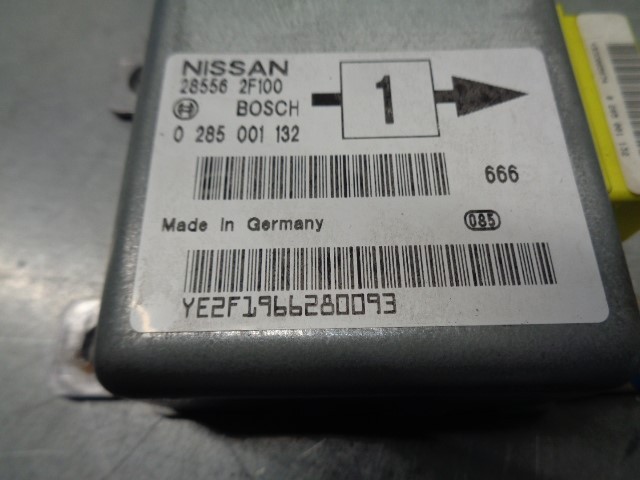 NISSAN
28556 2F100
BOSCH
0 285 001 132
1
666
Made in Germany
085
YE2F1966280093